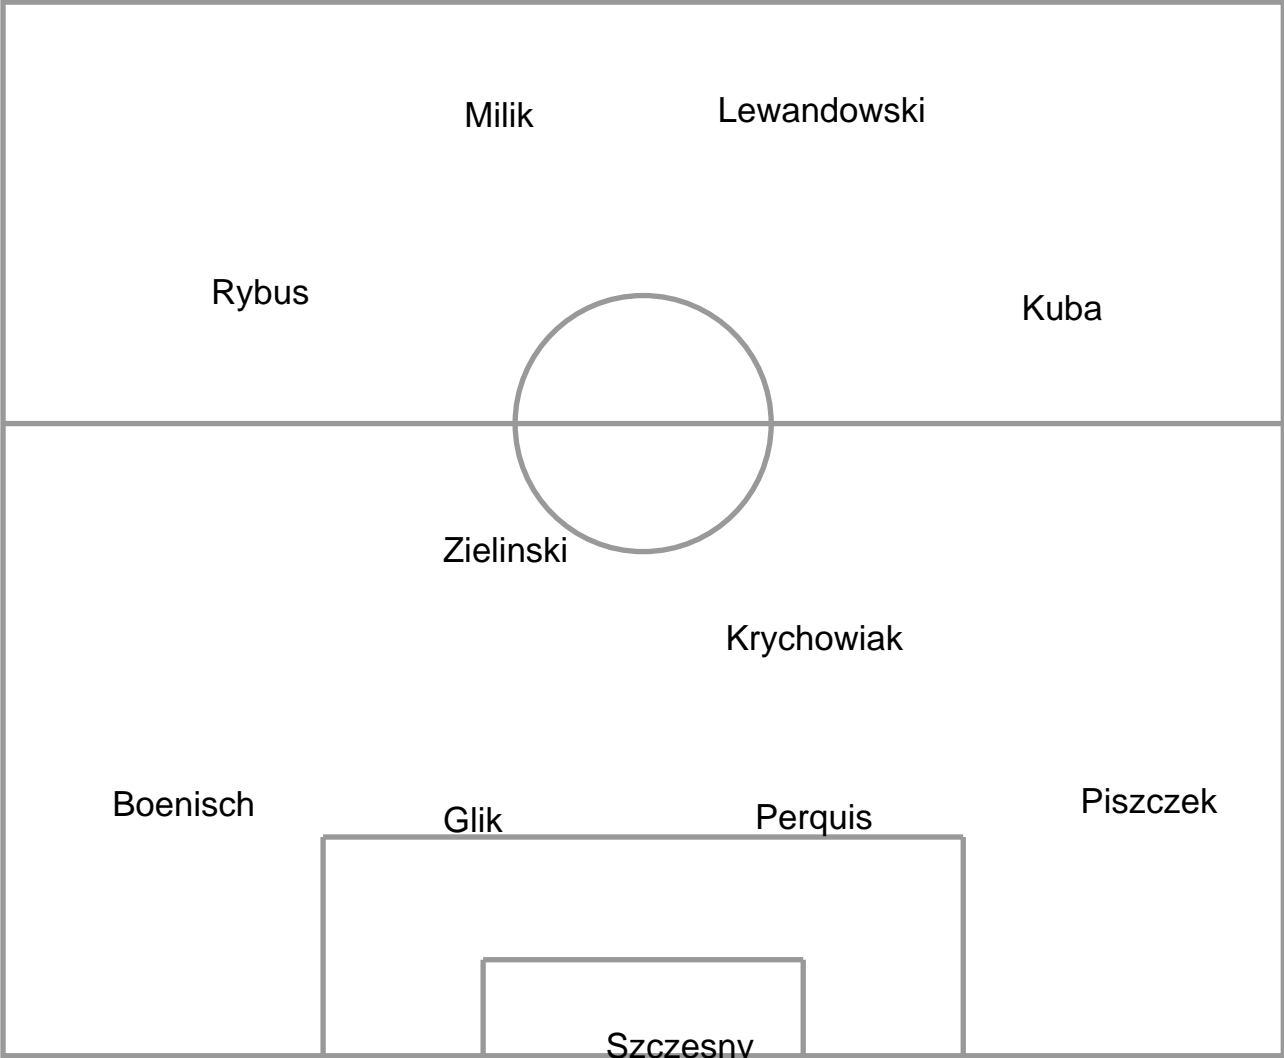 Milik
Lewandowski
Rybus
Kuba
Zielinski
Krychowiak
Boenisch
Glik
Perquis
Piszczek
Szczesny